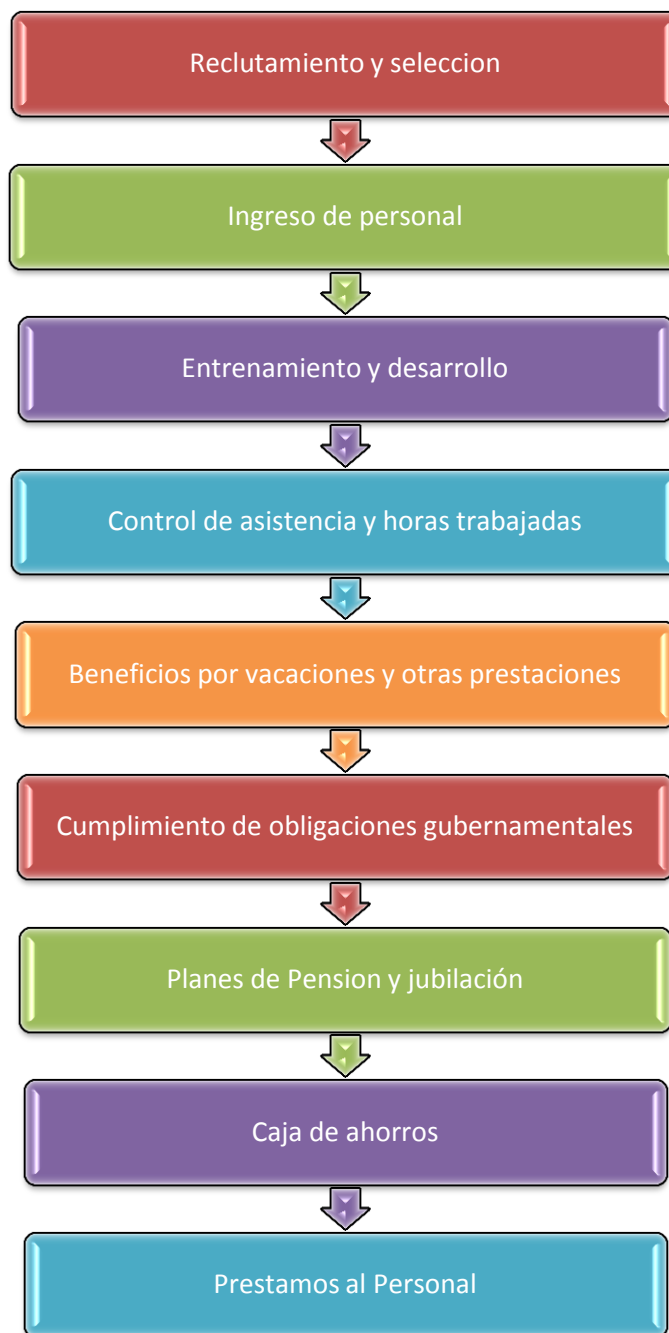 Reclutamiento y seleccion
Ingreso de personal
Entrenamiento y desarrollo
Control de asistencia y horas trabajadas
Beneficios por vacaciones y otras prestaciones
Cumplimiento de obligaciones gubernamentales
Planes de Pension y jubilación
Caja de ahorros
Prestamos al Personal